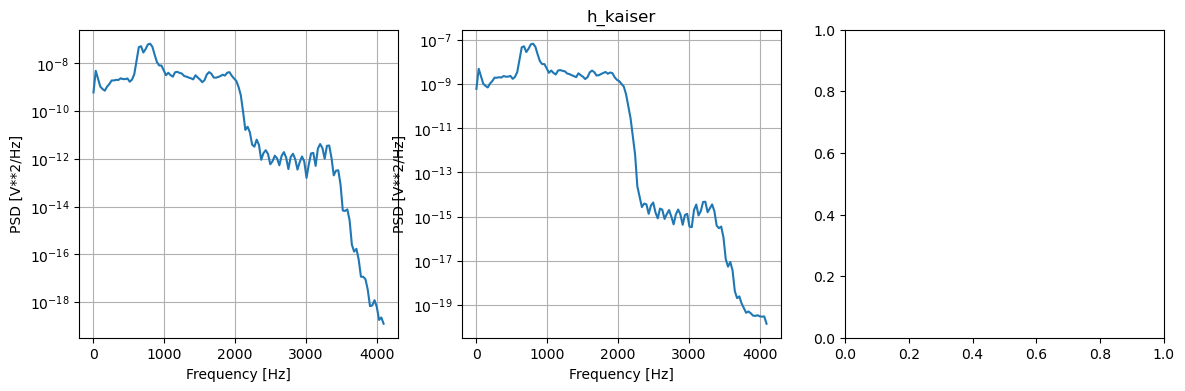 h_kaiser
PSD [V**2/Hz]
10⁻⁸
10⁻¹⁰
10⁻¹²
10⁻¹⁴
10⁻¹⁶
10⁻¹⁸
0 1000 2000 3000 4000
Frequency [Hz]
PSD [V**2/Hz]
10⁻⁷
10⁻⁹
10⁻¹¹
10⁻¹³
10⁻¹⁵
10⁻¹⁷
10⁻¹⁹
0 1000 2000 3000 4000
Frequency [Hz]
1.0
0.8
0.6
0.4
0.2
0.0
0.0 0.2 0.4 0.6 0.8 1.0